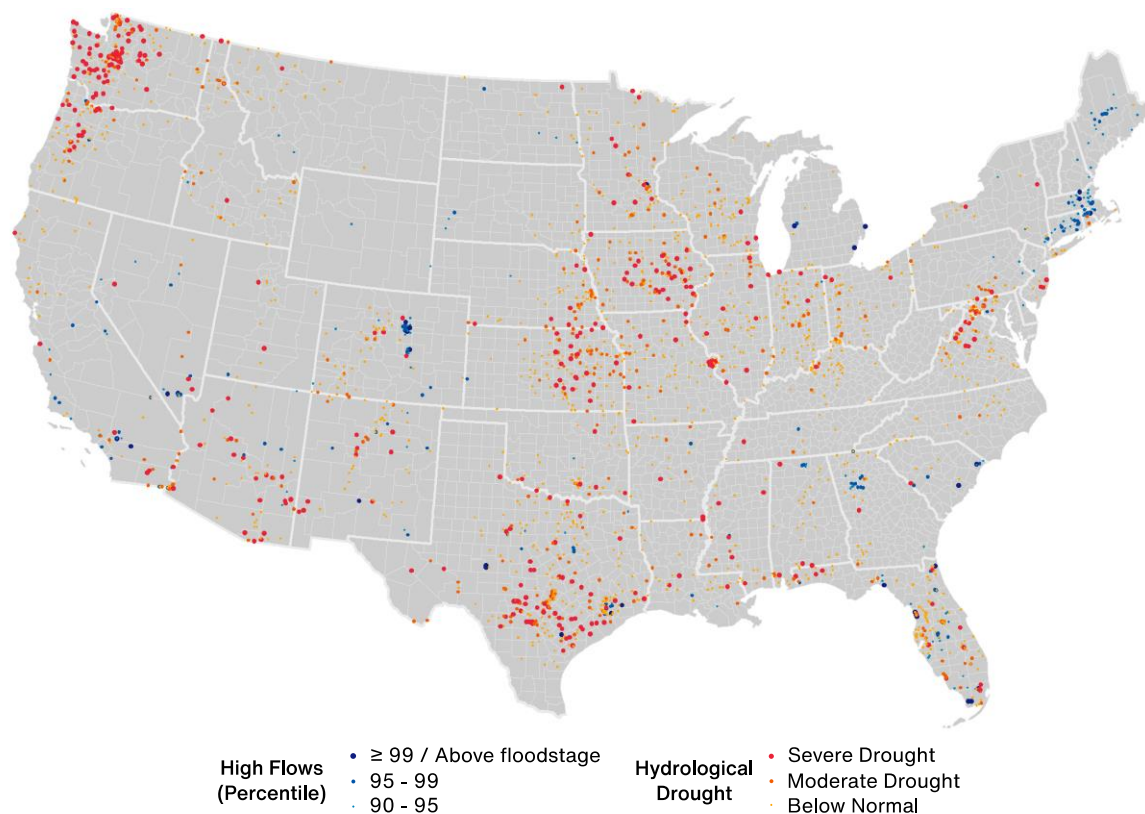 High Flows
(Percentile)
≥ 99 / Above floodstage
95 - 99
90 - 95
Hydrological
Drought
Severe Drought
Moderate Drought
Below Normal